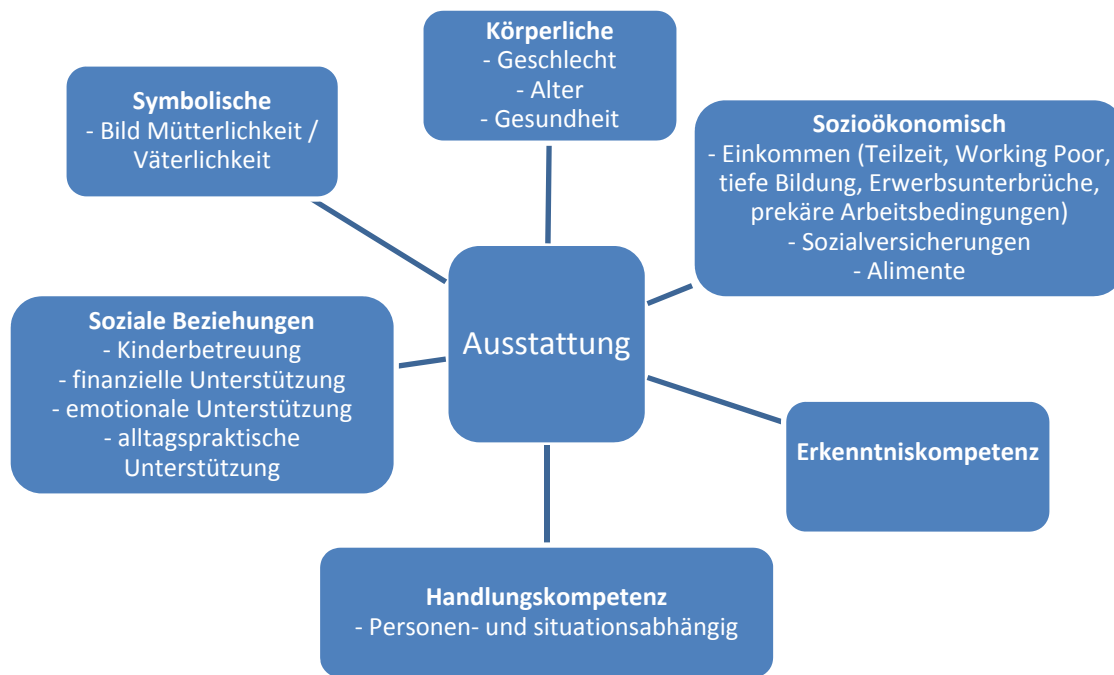 Körperliche
- Geschlecht
- Alter
- Gesundheit
Symbolische
- Bild Mütterlichkeit /
Väterlichkeit
Sozioökonomisch
- Einkommen (Teilzeit, Working Poor,
tiefe Bildung, Erwerbsunterbrüche,
prekäre Arbeitsbedingungen)
- Sozialversicherungen
- Alimente
Ausstattung
Soziale Beziehungen
- Kinderbetreuung
- finanzielle Unterstützung
- emotionale Unterstützung
- alltagspraktische
Unterstützung
Erkenntniskompetenz
Handlungskompetenz
- Personen- und situationsabhängig